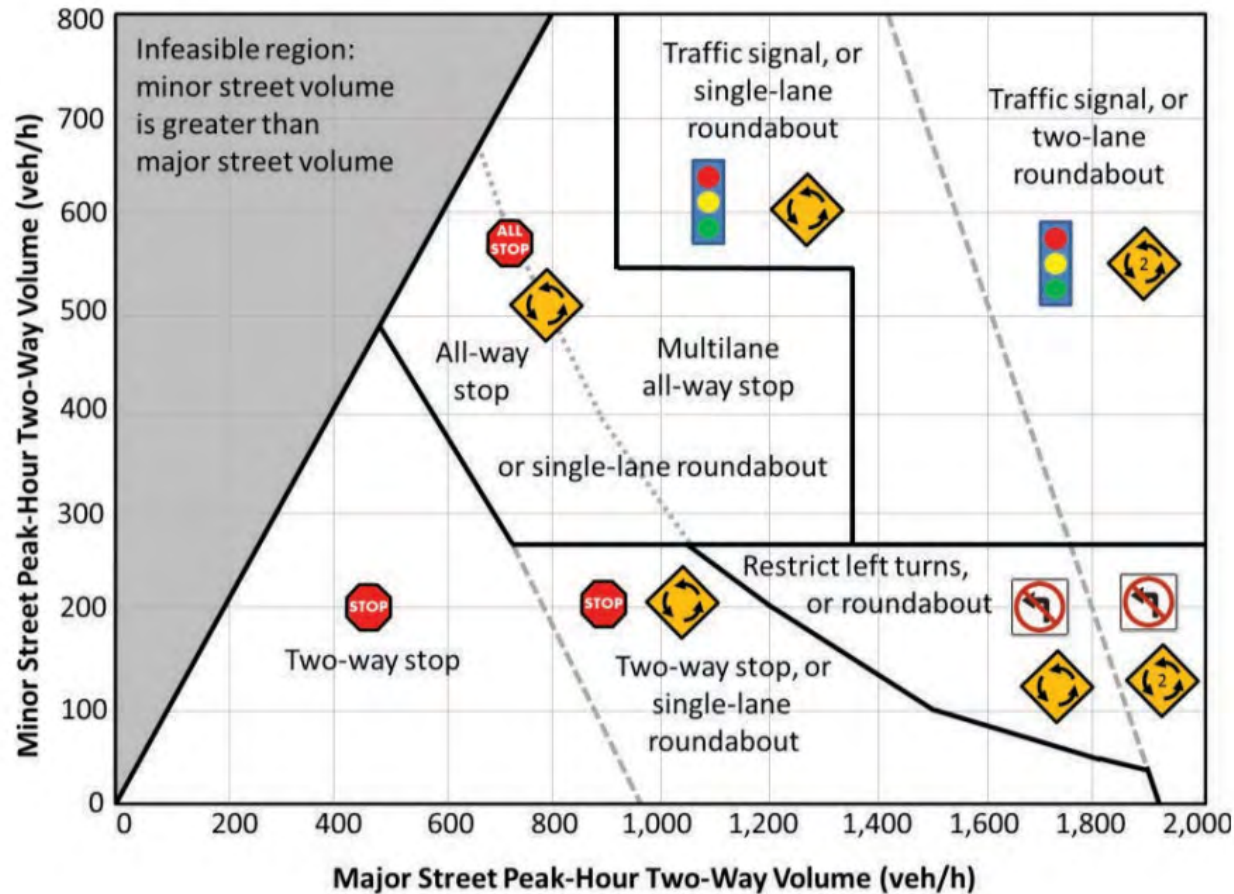 Minor Street Peak-Hour Two-Way Volume (veh/h)
800
700
600
500
400
300
200
100
0
Infeasible region:
minor street volume
is greater than
major street volume
Traffic signal, or
single-lane
roundabout
Traffic signal, or
two-lane
roundabout
2
ALL
STOP
All-way
stop
Multilane
all-way stop
or single-lane roundabout
STOP
Two-way stop
STOP
Two-way stop, or
single-lane
roundabout
Restrict left turns,
or roundabout
2
0 200 400 600 800 1,000 1,200 1,400 1,600 1,800 2,000
Major Street Peak-Hour Two-Way Volume (veh/h)